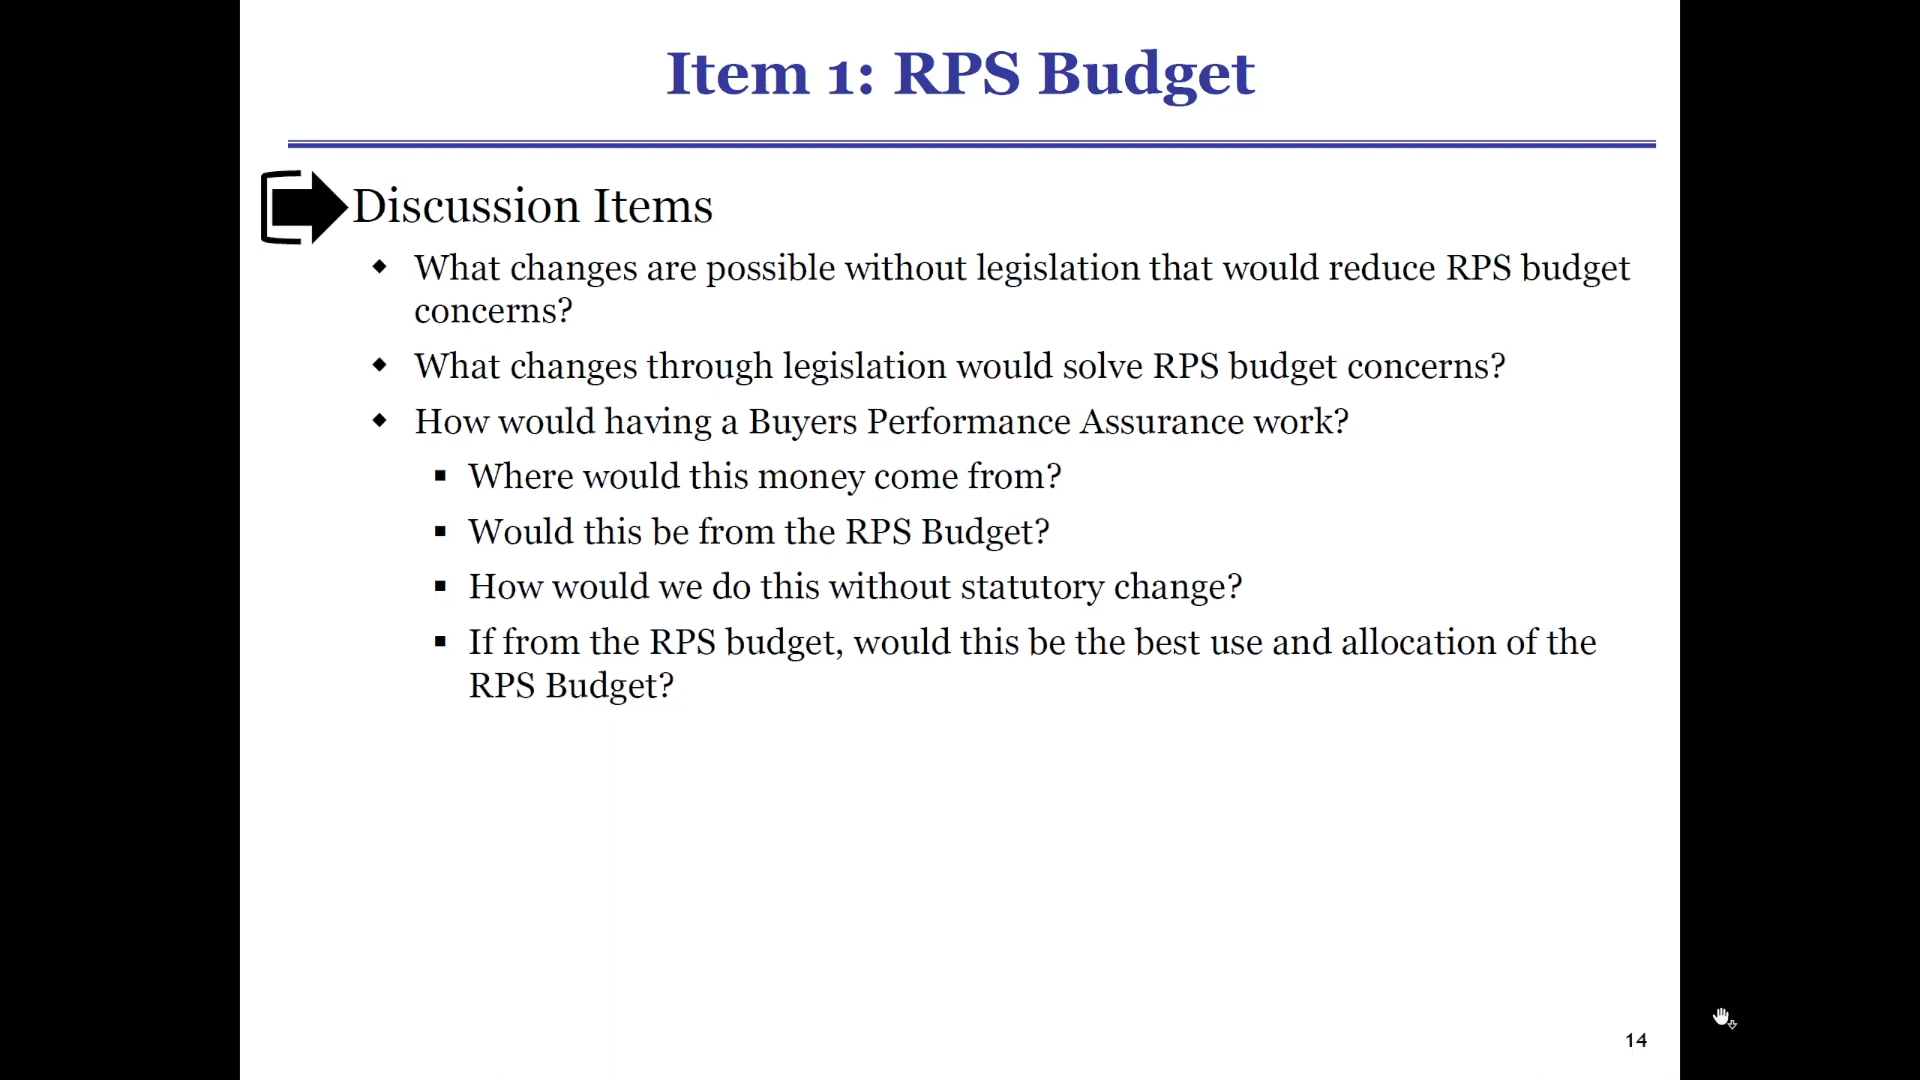 Item 1: RPS Budget
Discussion Items
What changes are possible without legislation that would reduce RPS budget
concerns?
What changes through legislation would solve RPS budget concerns?
How would having a Buyers Performance Assurance work?
Where would this money come from?
Would this be from the RPS Budget?
How would we do this without statutory change?
If from the RPS budget, would this be the best use and allocation of the
RPS Budget?
14